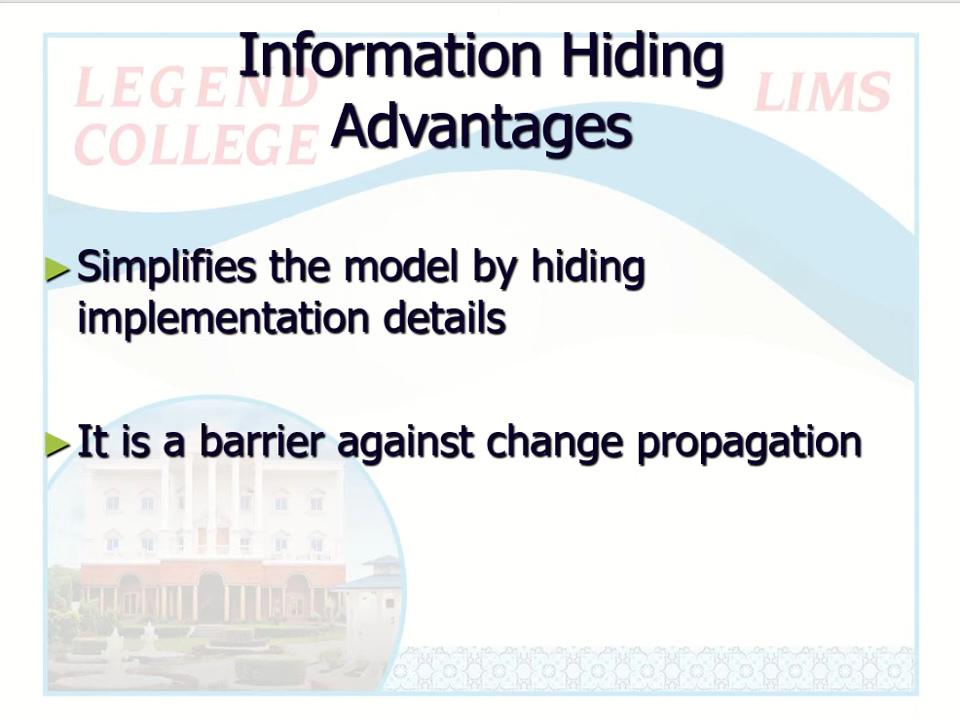 Information Hiding
Advantages
LEGEND
COLLEGE
LIMS
Simplifies the model by hiding
implementation details
It is a barrier against change propagation